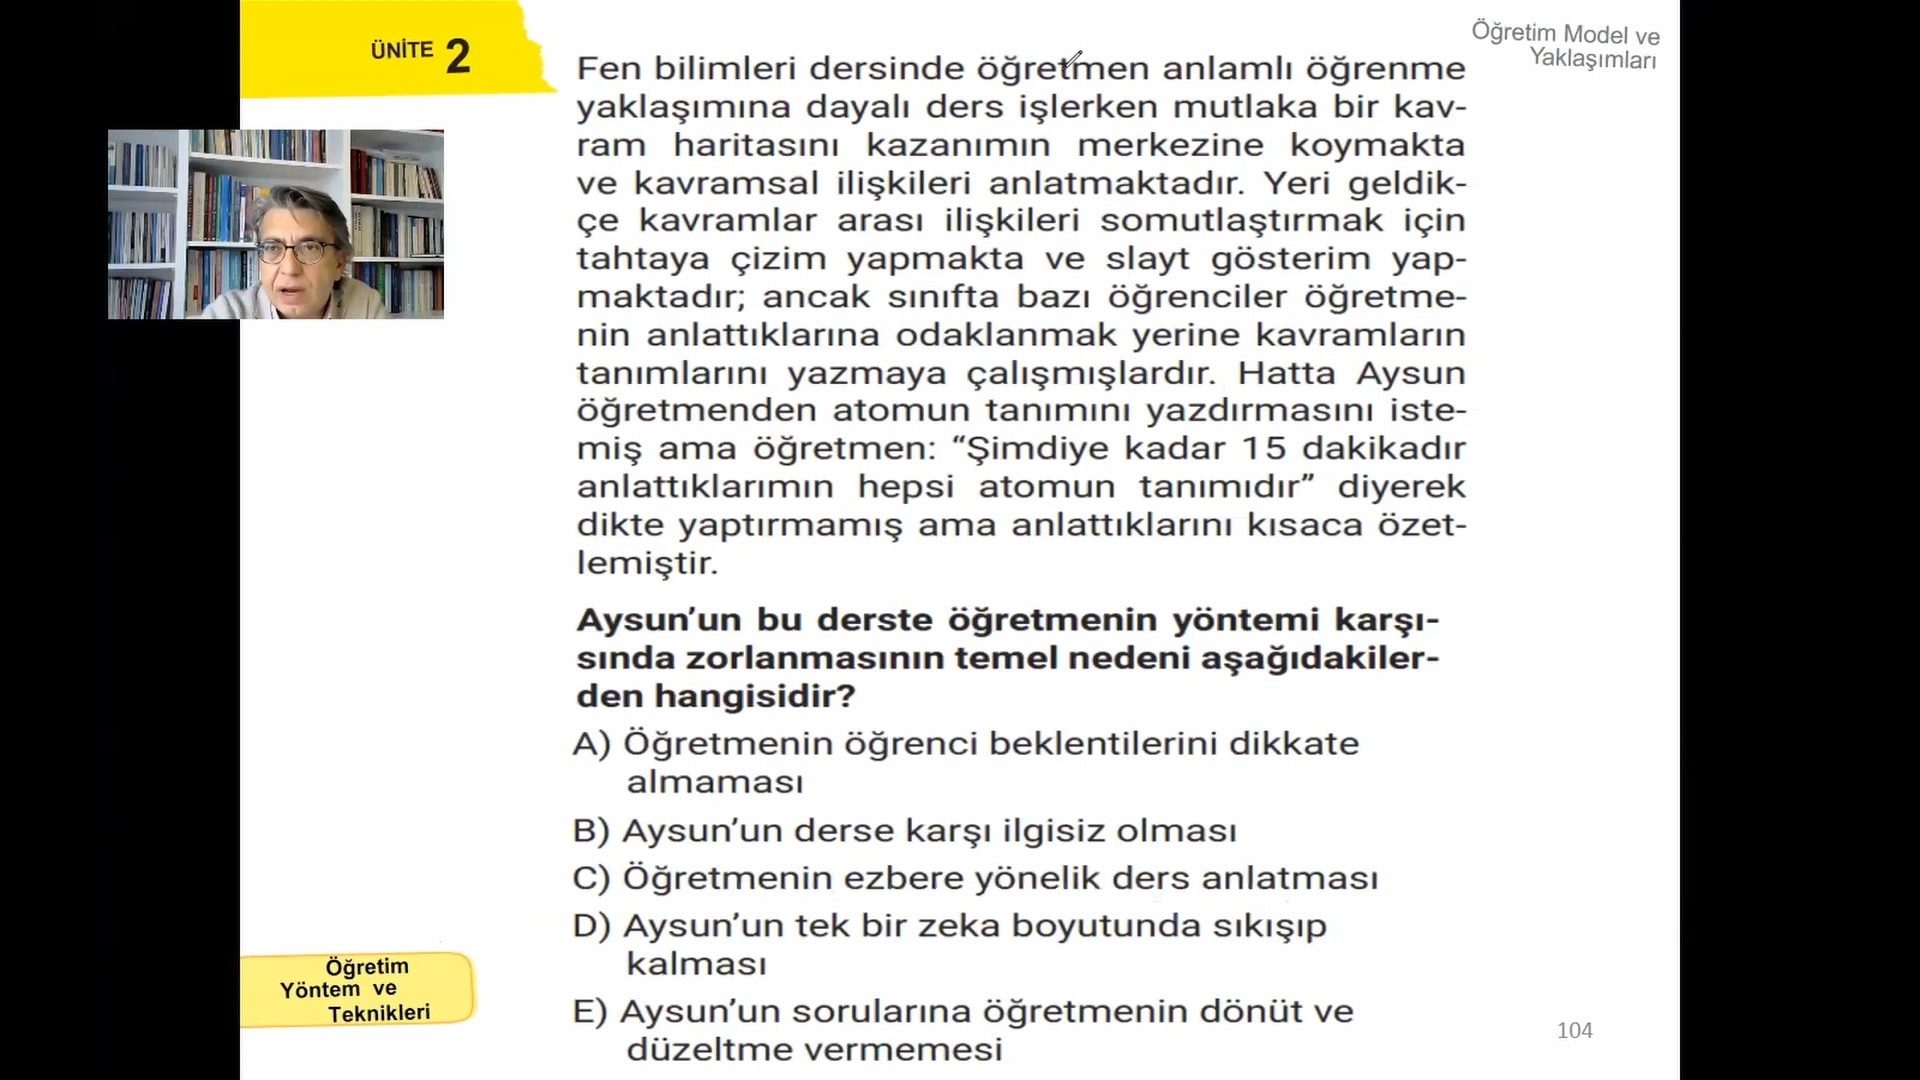 ÜNİTE 2
Öğretim Model ve
Yaklaşımları
Fen bilimleri dersinde öğretmen anlamlı öğrenme
yaklaşımına dayalı ders işlerken mutlaka bir kav-
ram haritasını kazanımın merkezine koymakta
ve kavramsal ilişkileri anlatmaktadır. Yeri geldik-
çe kavramlar arası ilişkileri somutlaştırmak için
tahtaya çizim yapmakta ve slayt gösterim yap-
maktadır; ancak sınıfta bazı öğrenciler öğretme-
nin anlattıklarına odaklanmak yerine kavramların
tanımlarını yazmaya çalışmışlardır. Hatta Aysun
öğretmenden atomun tanımını yazdırmasını iste-
miş ama öğretmen: “Şimdiye kadar 15 dakikadır
anlattıklarımın hepsi atomun tanımıdır” diyerek
dikte yaptırmamış ama anlattıklarını kısaca özet-
lemiştir.
Aysun’un bu derste öğretmenin yöntemi karşı-
sında zorlanmasının temel nedeni aşağıdakiler-
den hangisidir?
A) Öğretmenin öğrenci beklentilerini dikkate
almaması
B) Aysun’un derse karşı ilgisiz olması
C) Öğretmenin ezbere yönelik ders anlatması
D) Aysun’un tek bir zeka boyutunda sıkışıp
kalması
E) Aysun’un sorularına öğretmenin dönüt ve
düzeltme vermemesi
Öğretim
Yöntem ve
Teknikleri
104